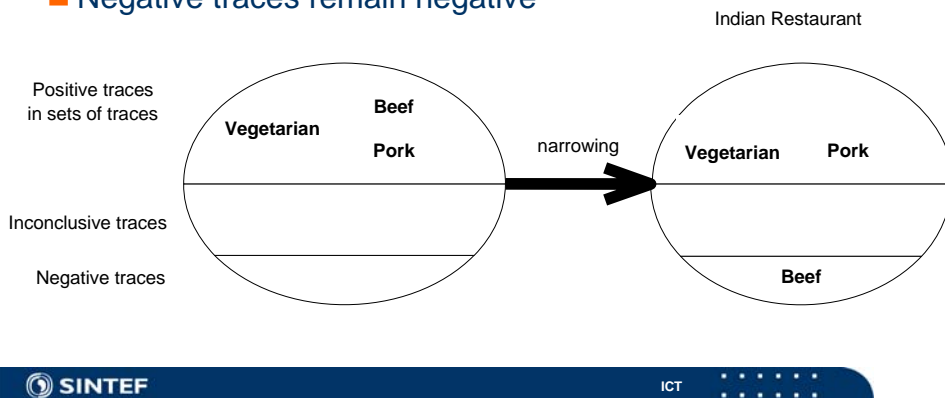 Negative traces remain negative
Indian Restaurant
Positive traces
in sets of traces
Beef
Vegetarian
Pork
narrowing
Vegetarian Pork
Inconclusive traces
Negative traces
Beef
SINTEF
ICT